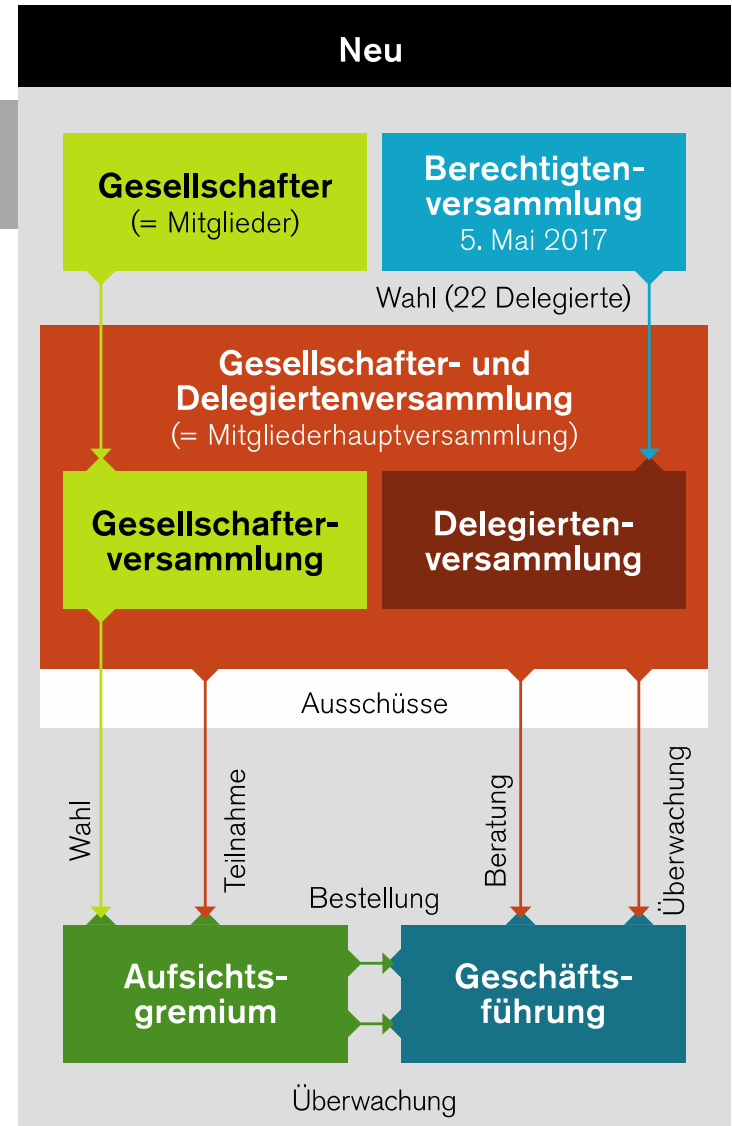 Neu
Gesellschafter
(= Mitglieder)
Berechtigten-
versammlung
5. Mai 2017
Wahl (22 Delegierte)
Gesellschafter- und
Delegiertenversammlung
(= Mitgliederhauptversammlung)
Gesellschafter-
versammlung
Delegierten-
versammlung
Ausschüsse
Wahl
Teilnahme
Beratung
Überwachung
Bestellung
Aufsichts-
gremium
Geschäfts-
führung
Überwachung